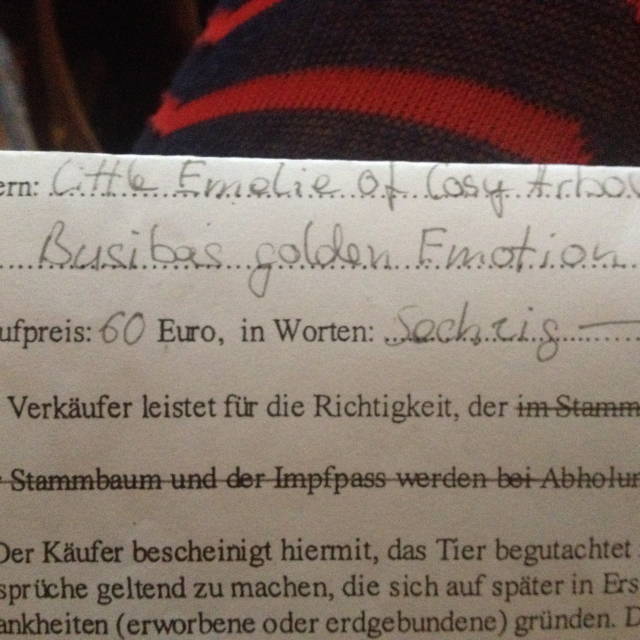 ern: Little Emelie of Cosy Arbou
Busiba's golden Emotion
ufpreis: 60 Euro, in Worten: Sechzig
Verkäufer leistet für die Richtigkeit, der im Stamm
Stammbaum und der Impfpass werden bei Abholun
Der Käufer bescheinigt hiermit, das Tier begutachtet
sprüche geltend zu machen, die sich auf später in Ers
ankheiten (erworbene oder erdgebundene) gründen. D